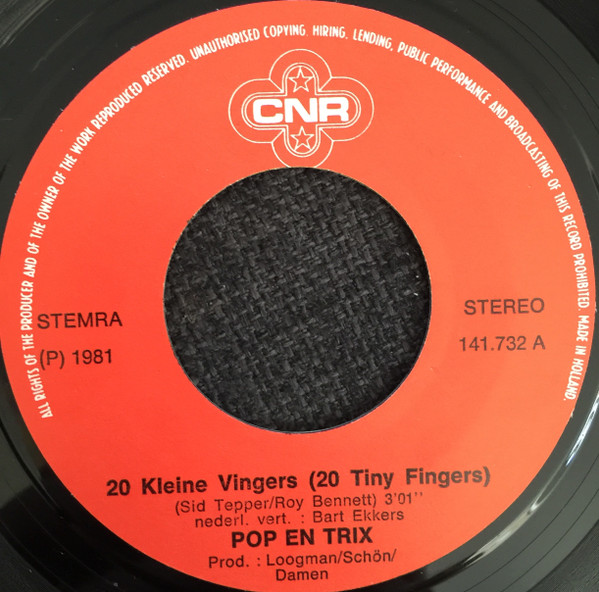 ALL RIGHTS OF THE PRODUCER AND OF THE OWNER OF THE WORK REPRODUCED RESERVED. UNAUTHORISED COPYING, HIRING, LENDING, PUBLIC PERFORMANCE AND BROADCASTING OF THIS RECORD PROHIBITED. MADE IN HOLLAND.
CNR
STEMRA
(P) 1981
STEREO
141.732 A
20 Kleine Vingers (20 Tiny Fingers)
(Sid Tepper/Roy Bennett) 3'01''
nederl. vert. : Bart Ekkers
POP EN TRIX
Prod. : Loogman/Schön/
Damen